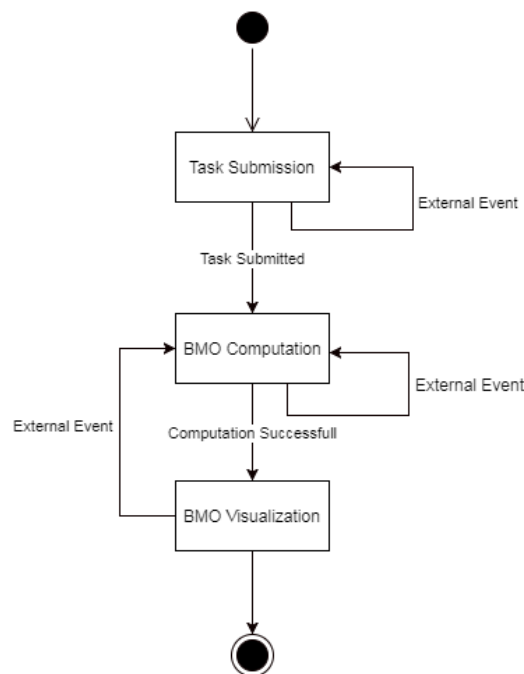 Task Submission
External Event
Task Submitted
BMO Computation
External Event
External Event
Computation Successfull
BMO Visualization